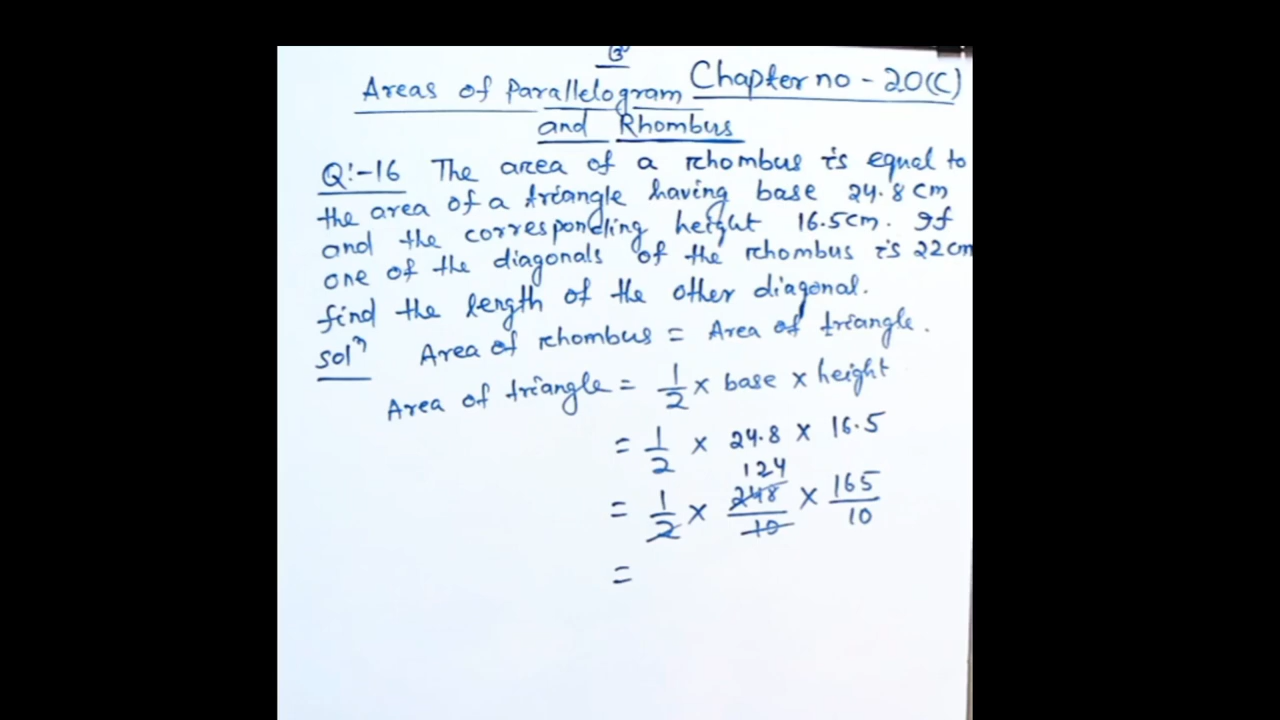 3
Areas of Parallelogram Chapter no - 20(C)
and Rhombus
Q:-16 The area of a rhombus is equal to
the area of a triangle having base 24.8 cm
and the corresponding height 16.5cm. If
one of the diagonals of the rhombus is 22cm
find the length of the other diagonal.
Solⁿ Area of rhombus = Area of triangle.
Area of triangle = 1/2 × base × height
= 1/2 × 24.8 × 16.5
124
= 1/2 × 248/10 × 165/10
=